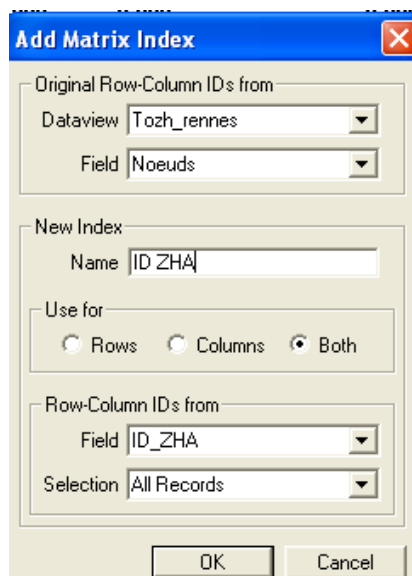 Add Matrix Index
Original Row-Column IDs from
Dataview Tozh_rennes
Field Noeuds
New Index
Name ID ZHA
Use for
Rows Columns Both
Row-Column IDs from
Field ID_ZHA
Selection All Records
OK Cancel